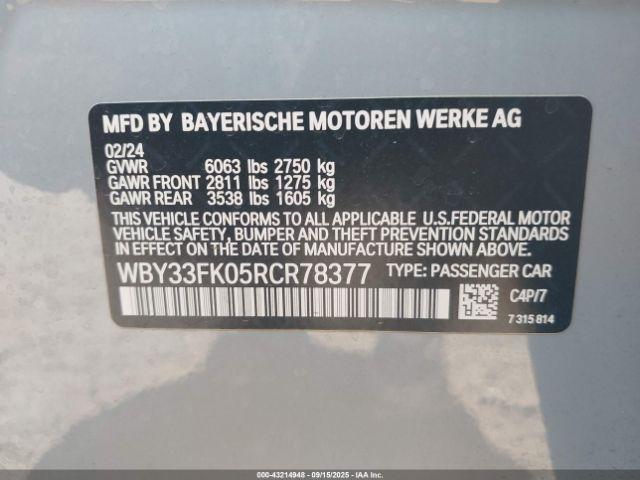 MFD BY BAYERISCHE MOTOREN WERKE AG
02/24
GVWR 6063 lbs 2750 kg
GAWR FRONT 2811 lbs 1275 kg
GAWR REAR 3538 lbs 1605 kg
THIS VEHICLE CONFORMS TO ALL APPLICABLE U.S.FEDERAL MOTOR
VEHICLE SAFETY, BUMPER AND THEFT PREVENTION STANDARDS
IN EFFECT ON THE DATE OF MANUFACTURE SHOWN ABOVE.
WBY33FK05RCR78377 TYPE: PASSENGER CAR
C4P/7
7 315 814
000-43214948 - 09/15/2025 - IAA Inc.